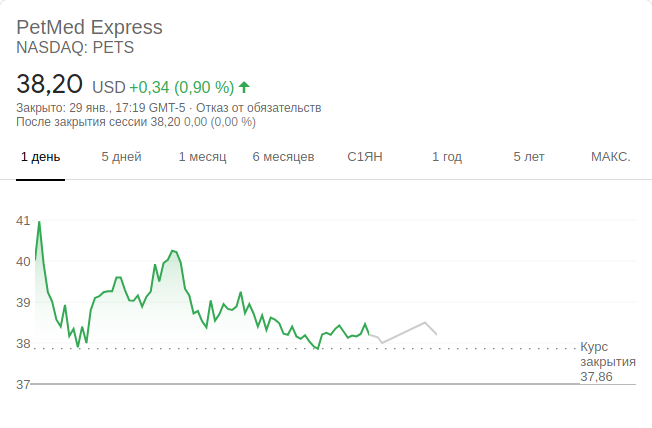 PetMed Express
NASDAQ: PETS
38,20 USD +0,34 (0,90 %)
Закрыто: 29 янв., 17:19 GMT-5 · Отказ от обязательств
После закрытия сессии 38,20 0,00 (0,00 %)
1 день 5 дней 1 месяц 6 месяцев С1ЯН 1 год 5 лет МАКС.
41
40
39
38
Курс
закрытия
37,86
37